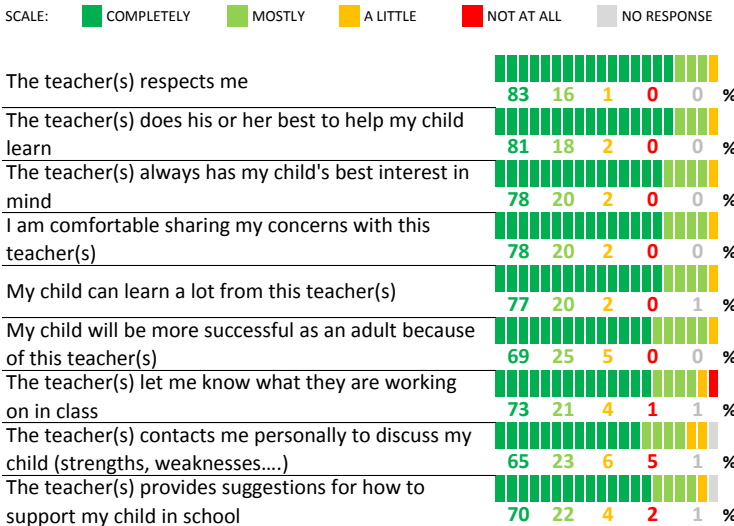 SCALE: COMPLETELY MOSTLY A LITTLE NOT AT ALL NO RESPONSE
The teacher(s) respects me
83 16 1 0 0 %
The teacher(s) does his or her best to help my child
learn
81 18 2 0 0 %
The teacher(s) always has my child's best interest in
mind
78 20 2 0 0 %
I am comfortable sharing my concerns with this
teacher(s)
78 20 2 0 0 %
My child can learn a lot from this teacher(s)
77 20 2 0 1 %
My child will be more successful as an adult because
of this teacher(s)
69 25 5 0 0 %
The teacher(s) let me know what they are working
on in class
73 21 4 1 1 %
The teacher(s) contacts me personally to discuss my
child (strengths, weaknesses....)
65 23 6 5 1 %
The teacher(s) provides suggestions for how to
support my child in school
70 22 4 2 1 %